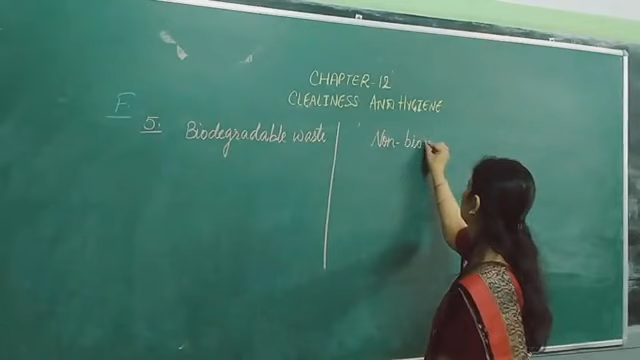 CHAPTER-12
CLEALINESS AND HYGIENE
F
5. Biodegradable waste Non-bio